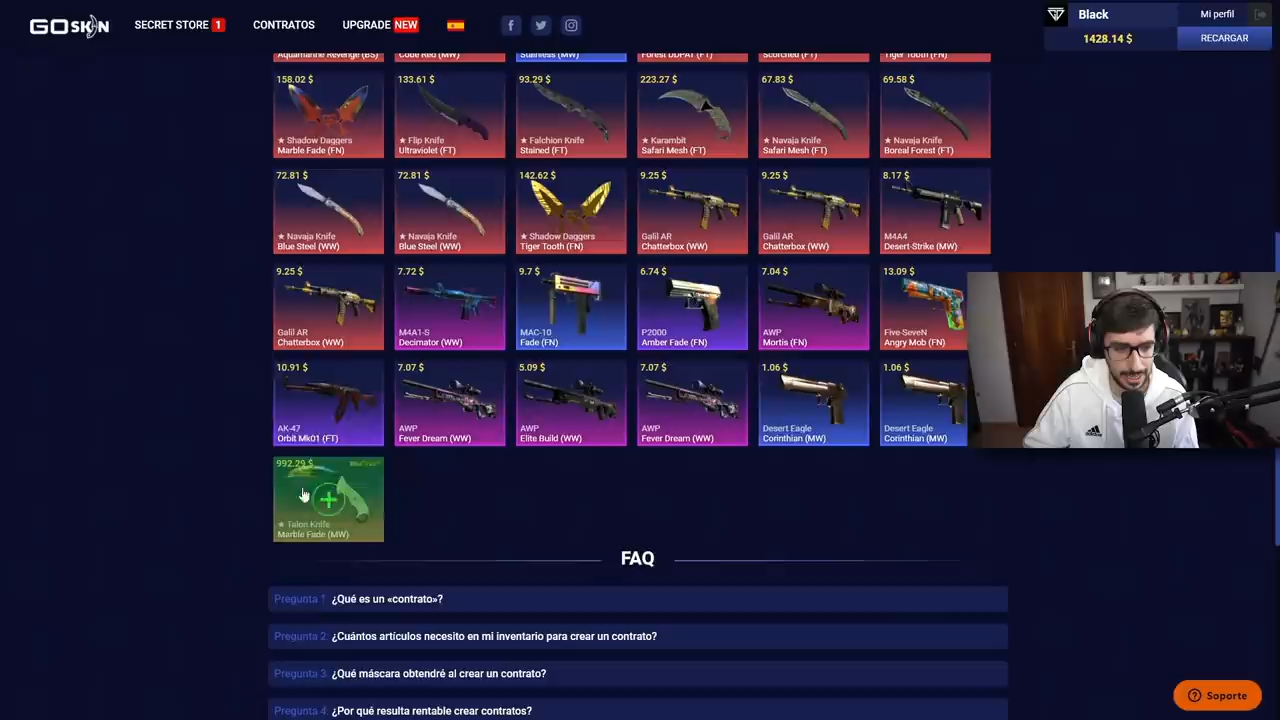 GOSKIN
SECRET STORE 1
CONTRATOS
UPGRADE NEW
Black
Mi perfil
1428.14 $
RECARGAR
Aquamarine Revenge (BS)
Code Red (MW)
Stainless (MW)
Forest DDPAT (FT)
Scorched (FT)
Tiger Tooth (FN)
158.02 $
★ Shadow Daggers
Marble Fade (FN)
133.61 $
★ Flip Knife
Ultraviolet (FT)
93.29 $
★ Falchion Knife
Stained (FT)
223.27 $
★ Karambit
Safari Mesh (FT)
67.83 $
★ Navaja Knife
Safari Mesh (FT)
69.58 $
★ Navaja Knife
Boreal Forest (FT)
72.81 $
★ Navaja Knife
Blue Steel (WW)
72.81 $
★ Navaja Knife
Blue Steel (WW)
142.62 $
★ Shadow Daggers
Tiger Tooth (FN)
9.25 $
Galil AR
Chatterbox (WW)
9.25 $
Galil AR
Chatterbox (WW)
8.17 $
M4A4
Desert-Strike (MW)
9.25 $
Galil AR
Chatterbox (WW)
7.72 $
M4A1-S
Decimator (WW)
9.7 $
MAC-10
Fade (FN)
6.74 $
P2000
Amber Fade (FN)
7.04 $
AWP
Mortis (FN)
13.09 $
Five-SeveN
Angry Mob (FN)
10.91 $
AK-47
Orbit Mk01 (FT)
7.07 $
AWP
Fever Dream (WW)
5.09 $
AWP
Elite Build (WW)
7.07 $
AWP
Fever Dream (WW)
1.06 $
Desert Eagle
Corinthian (MW)
1.06 $
Desert Eagle
Corinthian (MW)
992.29 $
★ Talon Knife
Marble Fade (MW)
FAQ
Pregunta 1 ¿Qué es un «contrato»?
Pregunta 2 ¿Cuántos artículos necesito en mi inventario para crear un contrato?
Pregunta 3 ¿Qué máscara obtendré al crear un contrato?
Pregunta 4 ¿Por qué resulta rentable crear contratos?
Soporte